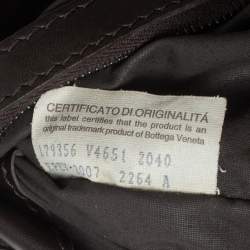 CERTIFICATO DI ORIGINALITÁ
this label certifies that the product is an
original trademark product of Bottega Veneta
179356 V4651 2040
2264 A